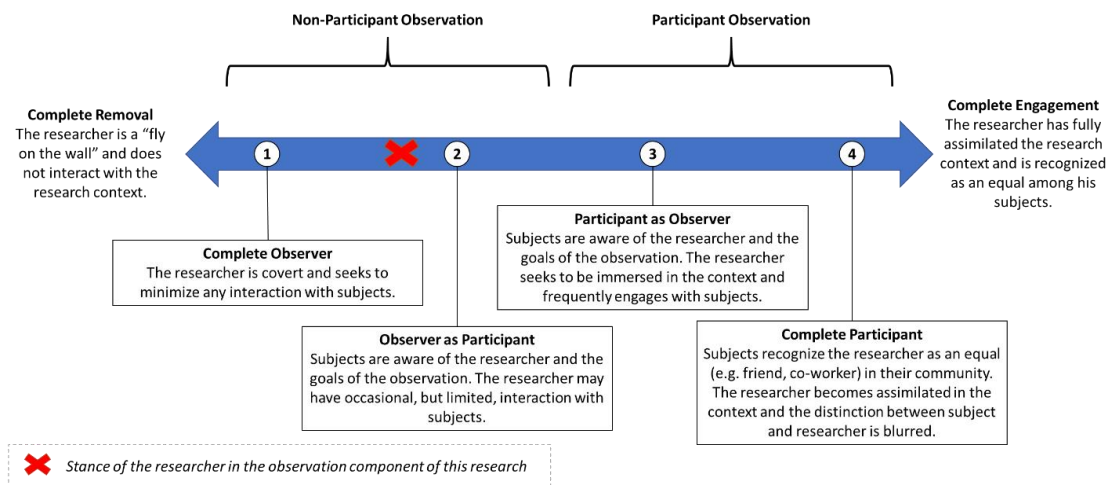 Non-Participant Observation
Participant Observation
Complete Removal
The researcher is a “fly
on the wall” and does
not interact with the
research context.
Complete Engagement
The researcher has fully
assimilated the research
context and is recognized
as an equal among his
subjects.
1
2
3
4
Complete Observer
The researcher is covert and seeks to
minimize any interaction with subjects.
Participant as Observer
Subjects are aware of the researcher and the
goals of the observation. The researcher
seeks to be immersed in the context and
frequently engages with subjects.
Observer as Participant
Subjects are aware of the researcher and the
goals of the observation. The researcher may
have occasional, but limited, interaction with
subjects.
Complete Participant
Subjects recognize the researcher as an equal
(e.g. friend, co-worker) in their community.
The researcher becomes assimilated in the
context and the distinction between subject
and researcher is blurred.
Stance of the researcher in the observation component of this research